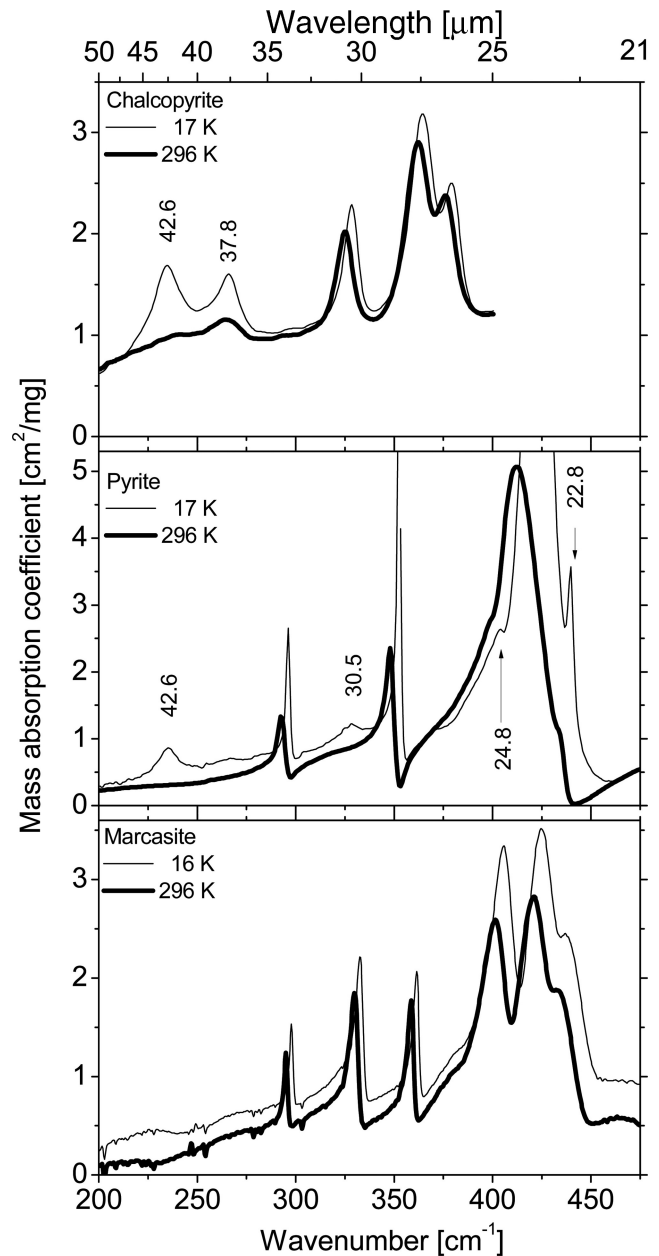 Wavelength [μm]
50 45 40 35 30 25 21
Chalcopyrite
17 K
296 K
42.6
37.8
3
2
1
0
Mass absorption coefficient [cm²/mg]
Pyrite
17 K
296 K
42.6
30.5
24.8
22.8
5
4
3
2
1
0
Marcasite
16 K
296 K
3
2
1
0
200 250 300 350 400 450
Wavenumber [cm⁻¹]